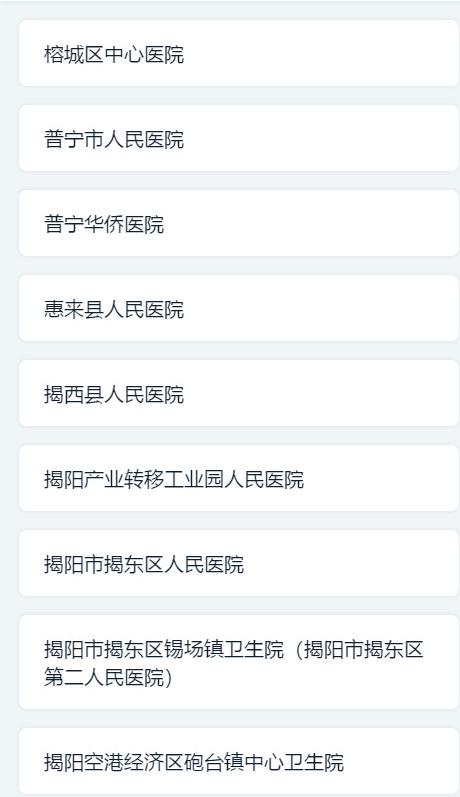 榕城区中心医院
普宁市人民医院
普宁华侨医院
惠来县人民医院
揭西县人民医院
揭阳产业转移工业园人民医院
揭阳市揭东区人民医院
揭阳市揭东区锡场镇卫生院（揭阳市揭东区
第二人民医院）
揭阳空港经济区砲台镇中心卫生院